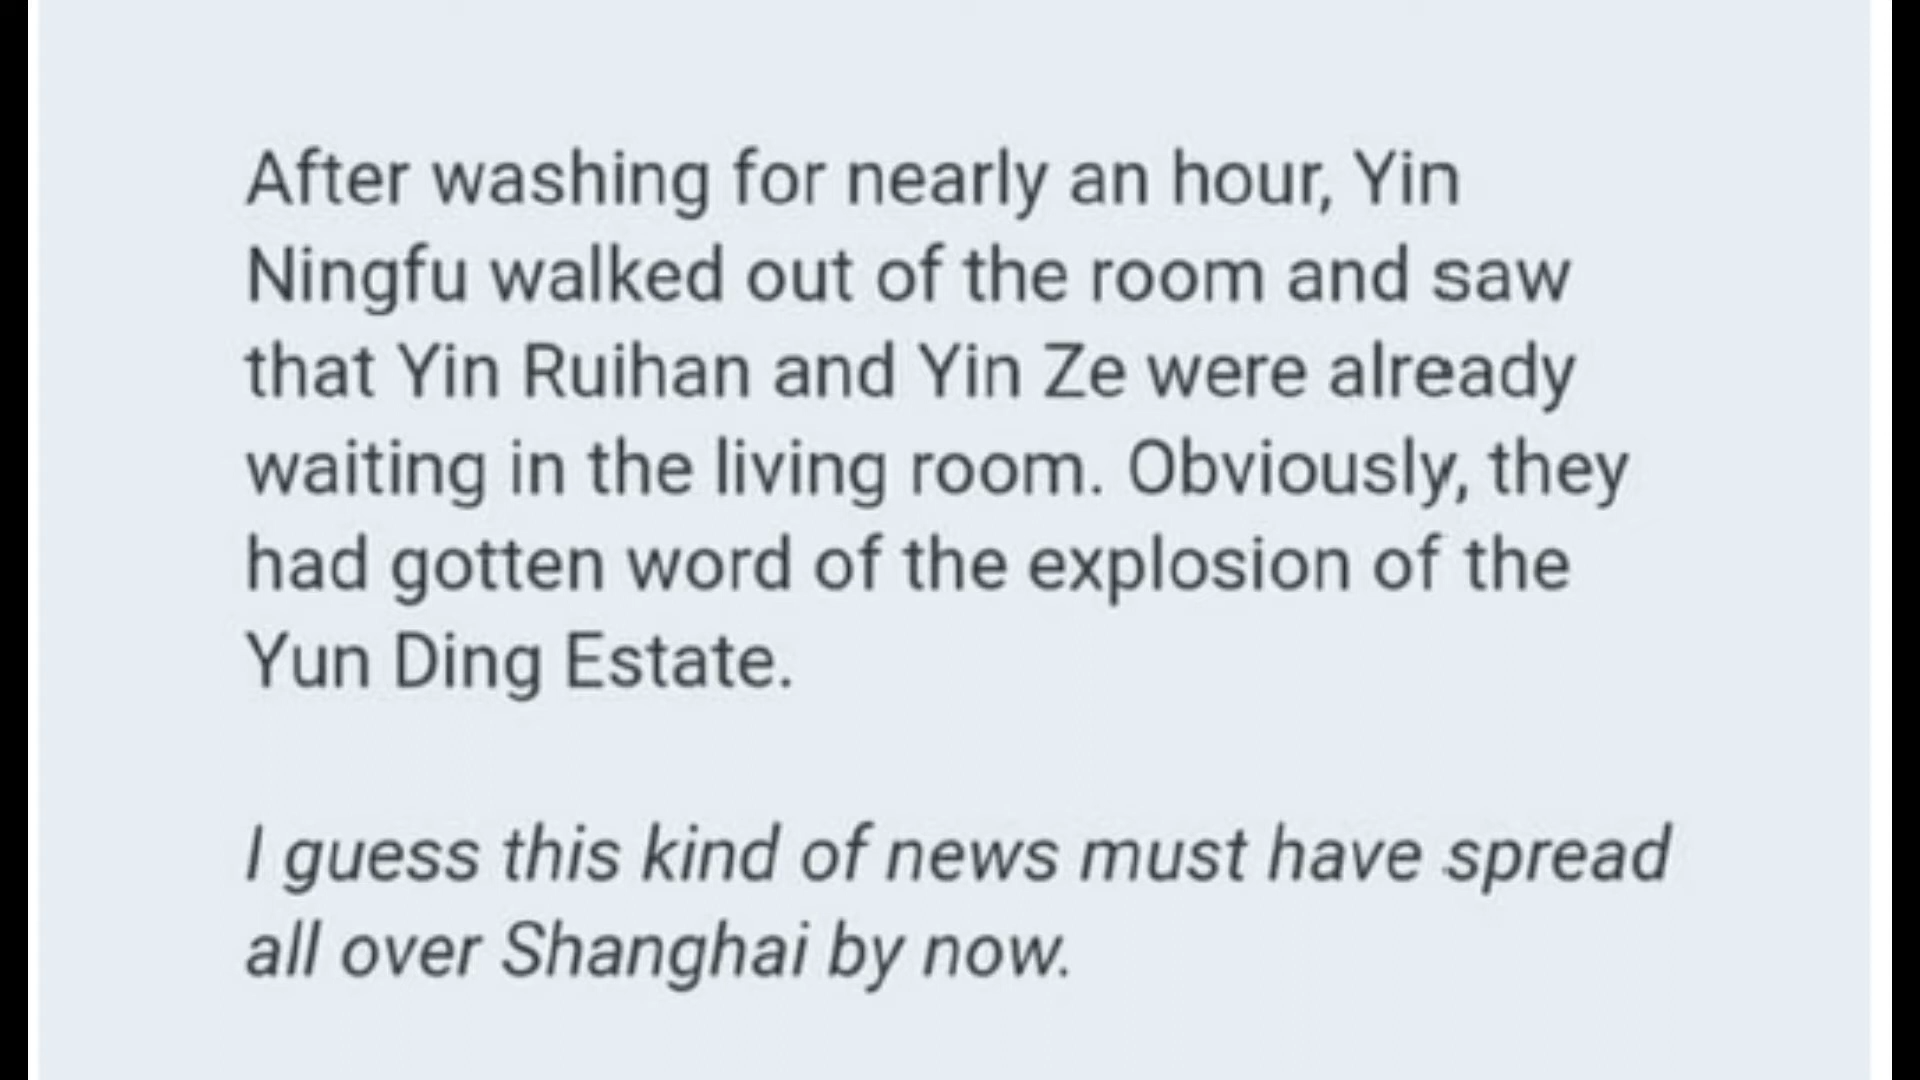 After washing for nearly an hour, Yin
Ningfu walked out of the room and saw
that Yin Ruihan and Yin Ze were already
waiting in the living room. Obviously, they
had gotten word of the explosion of the
Yun Ding Estate.
I guess this kind of news must have spread
all over Shanghai by now.